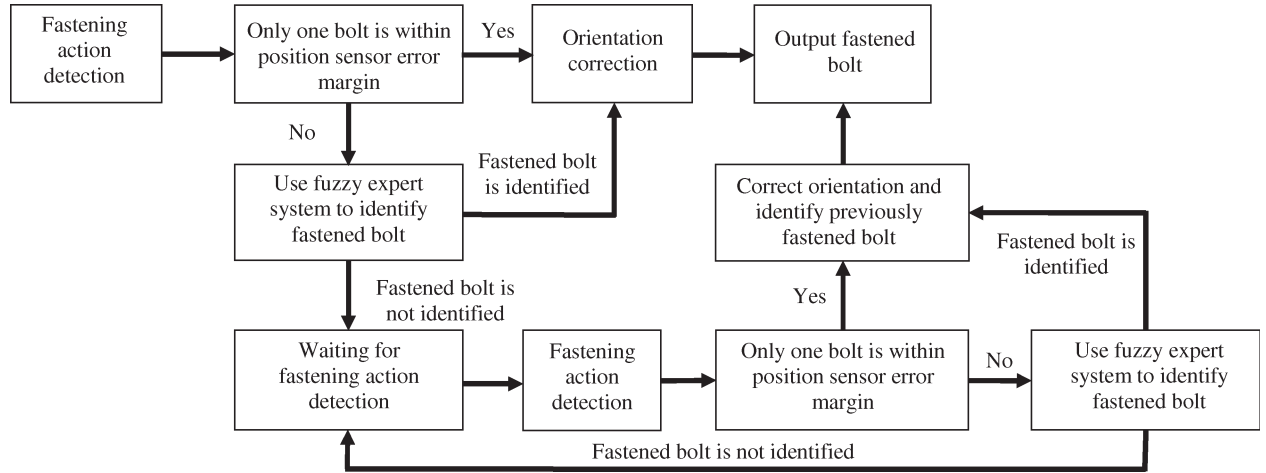 Fastening
action
detection
Only one bolt is within
position sensor error
margin
Yes
Orientation
correction
Output fastened
bolt
No
Use fuzzy expert
system to identify
fastened bolt
Fastened bolt
is identified
Correct orientation and
identify previously
fastened bolt
Fastened bolt is
identified
Fastened bolt is
not identified
Yes
Waiting for
fastening action
detection
Fastening
action
detection
Only one bolt is within
position sensor error
margin
No
Use fuzzy expert
system to identify
fastened bolt
Fastened bolt is not identified